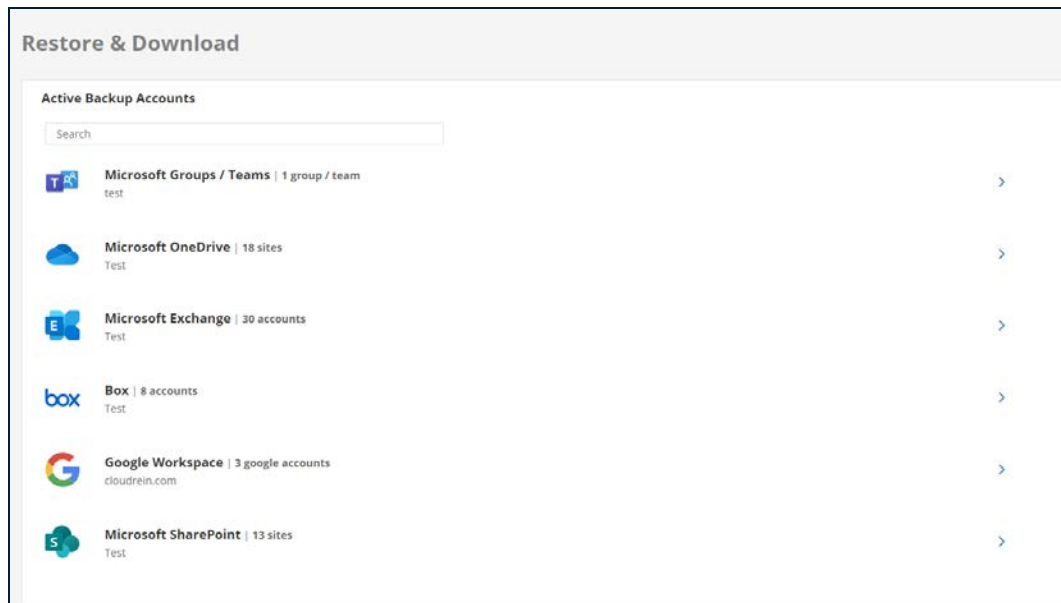 Restore & Download
Active Backup Accounts
Search
T
Microsoft Groups / Teams | 1 group / team
test
Microsoft OneDrive | 18 sites
Test
E
Microsoft Exchange | 30 accounts
Test
box
Box | 8 accounts
Test
G
Google Workspace | 3 google accounts
cloudrein.com
S
Microsoft SharePoint | 13 sites
Test